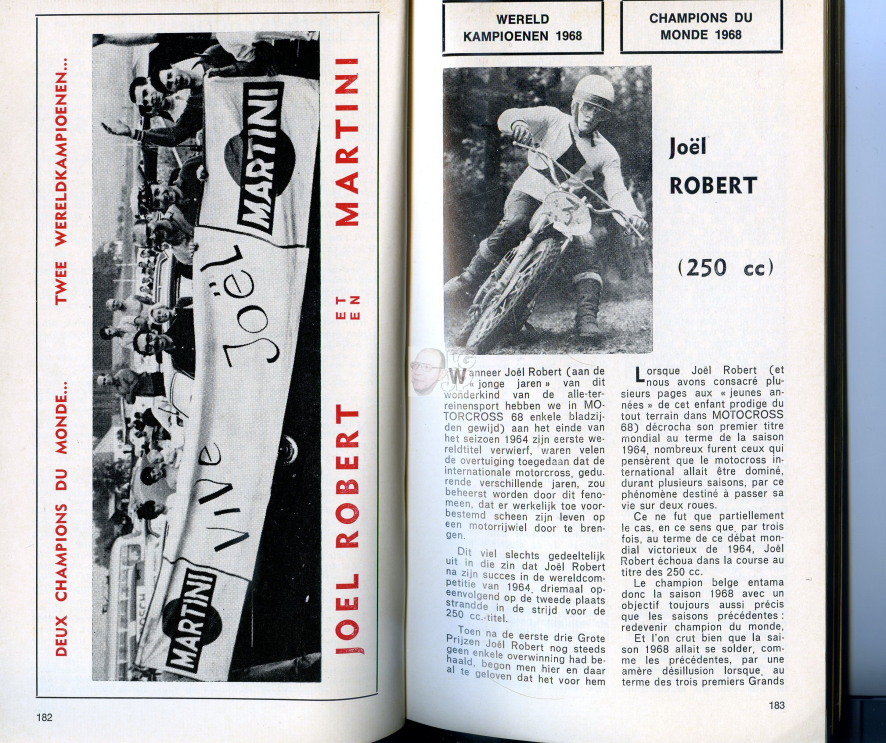 DEUX CHAMPIONS DU MONDE... TWEE WERELDKAMPIOENEN...
MARTINI
VIVE JOËL
MARTINI
JOEL ROBERT ET EN MARTINI
182
WERELD
KAMPIOENEN 1968
CHAMPIONS DU
MONDE 1968
Joël
ROBERT
(250 cc)
Wanneer Joël Robert (aan de
« jonge jaren » van dit
wonderkind van de alle-ter-
reinensport hebben we in MO-
TORCROSS 68 enkele bladzij-
den gewijd) aan het einde van
het seizoen 1964 zijn eerste we-
reldtitel verwierf, waren velen
de overtuiging toegedaan dat de
internationale motorcross, gedu-
rende verschillende jaren, zou
beheerst worden door dit feno-
meen, dat er werkelijk toe voor-
bestemd scheen zijn leven op
een motorrijwiel door te bren-
gen.
Dit viel slechts gedeeltelijk
uit in die zin dat Joël Robert
na zijn succes in de wereldcom-
petitie van 1964, driemaal op-
eenvolgend op de tweede plaats
strandde in de strijd voor de
250 cc.-titel.
Toen na de eerste drie Grote
Prijzen Joël Robert nog steeds
geen enkele overwinning had be-
haald, begon men hier en daar
al te geloven dat het voor hem
Lorsque Joël Robert (et
nous avons consacré plu-
sieurs pages aux « jeunes an-
nées » de cet enfant prodige du
tout terrain dans MOTOCROSS
68) décrocha son premier titre
mondial au terme de la saison
1964, nombreux furent ceux qui
pensèrent que le motocross in-
ternational allait être dominé,
durant plusieurs saisons, par ce
phénomène destiné à passer sa
vie sur deux roues.
Ce ne fut que partiellement
le cas, en ce sens que, par trois
fois, au terme de ce débat mon-
dial victorieux de 1964, Joël
Robert échoua dans la course au
titre des 250 cc.
Le champion belge entama
donc la saison 1968 avec un
objectif toujours aussi précis
que les saisons précédentes :
redevenir champion du monde.
Et l'on crut bien que la sai-
son 1968 allait se solder, com-
me les précédentes, par une
amère désillusion lorsque, au
terme des trois premiers Grands
183